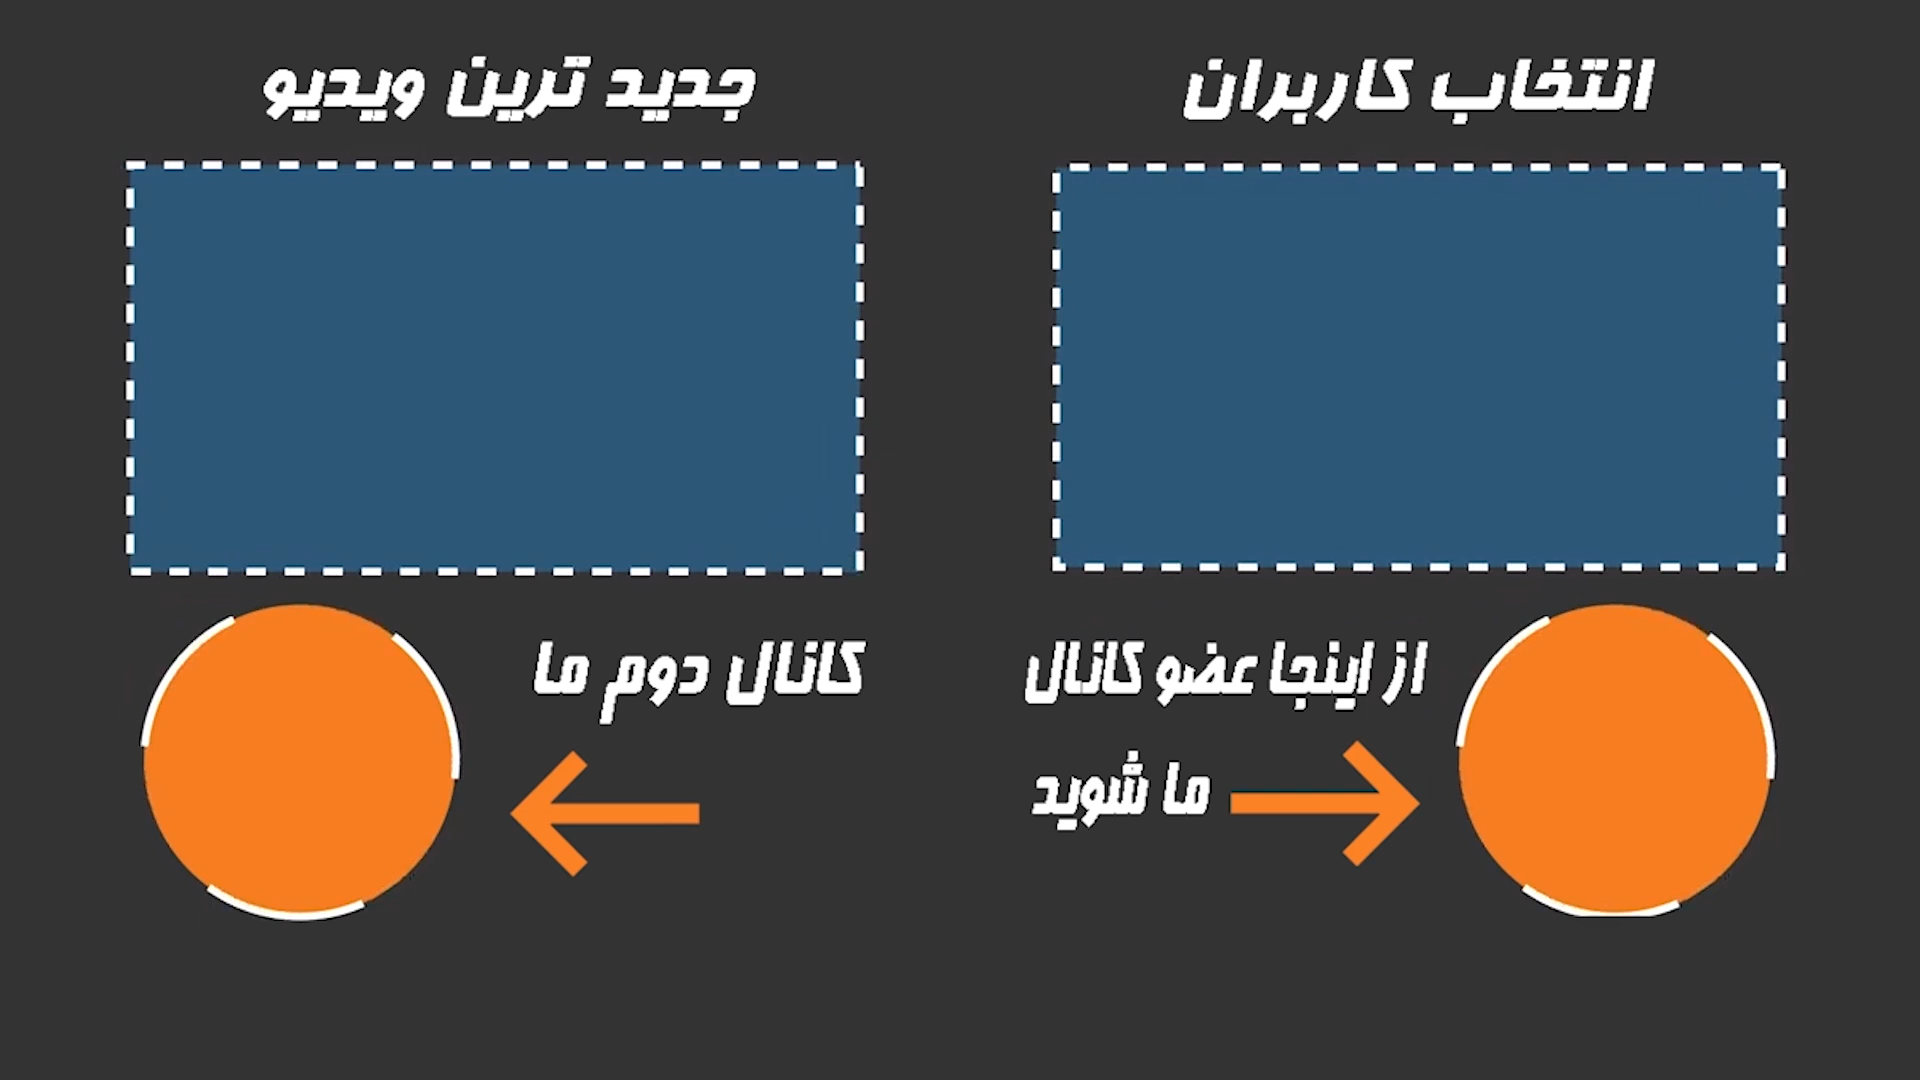 انتخاب کاربران
جدید ترین ویدیو
از اینجا عضو کانال
ما شوید
کانال دوم ما